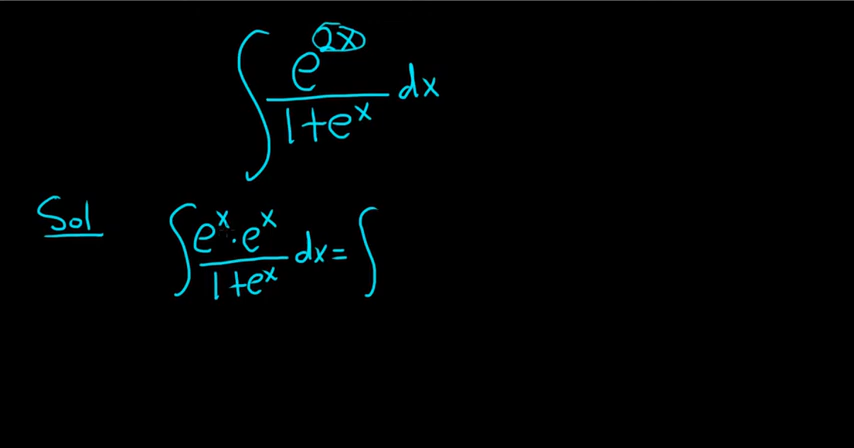 ∫ e^(2x) / (1+e^x) dx
Sol ∫ e^x · e^x / (1+e^x) dx = ∫